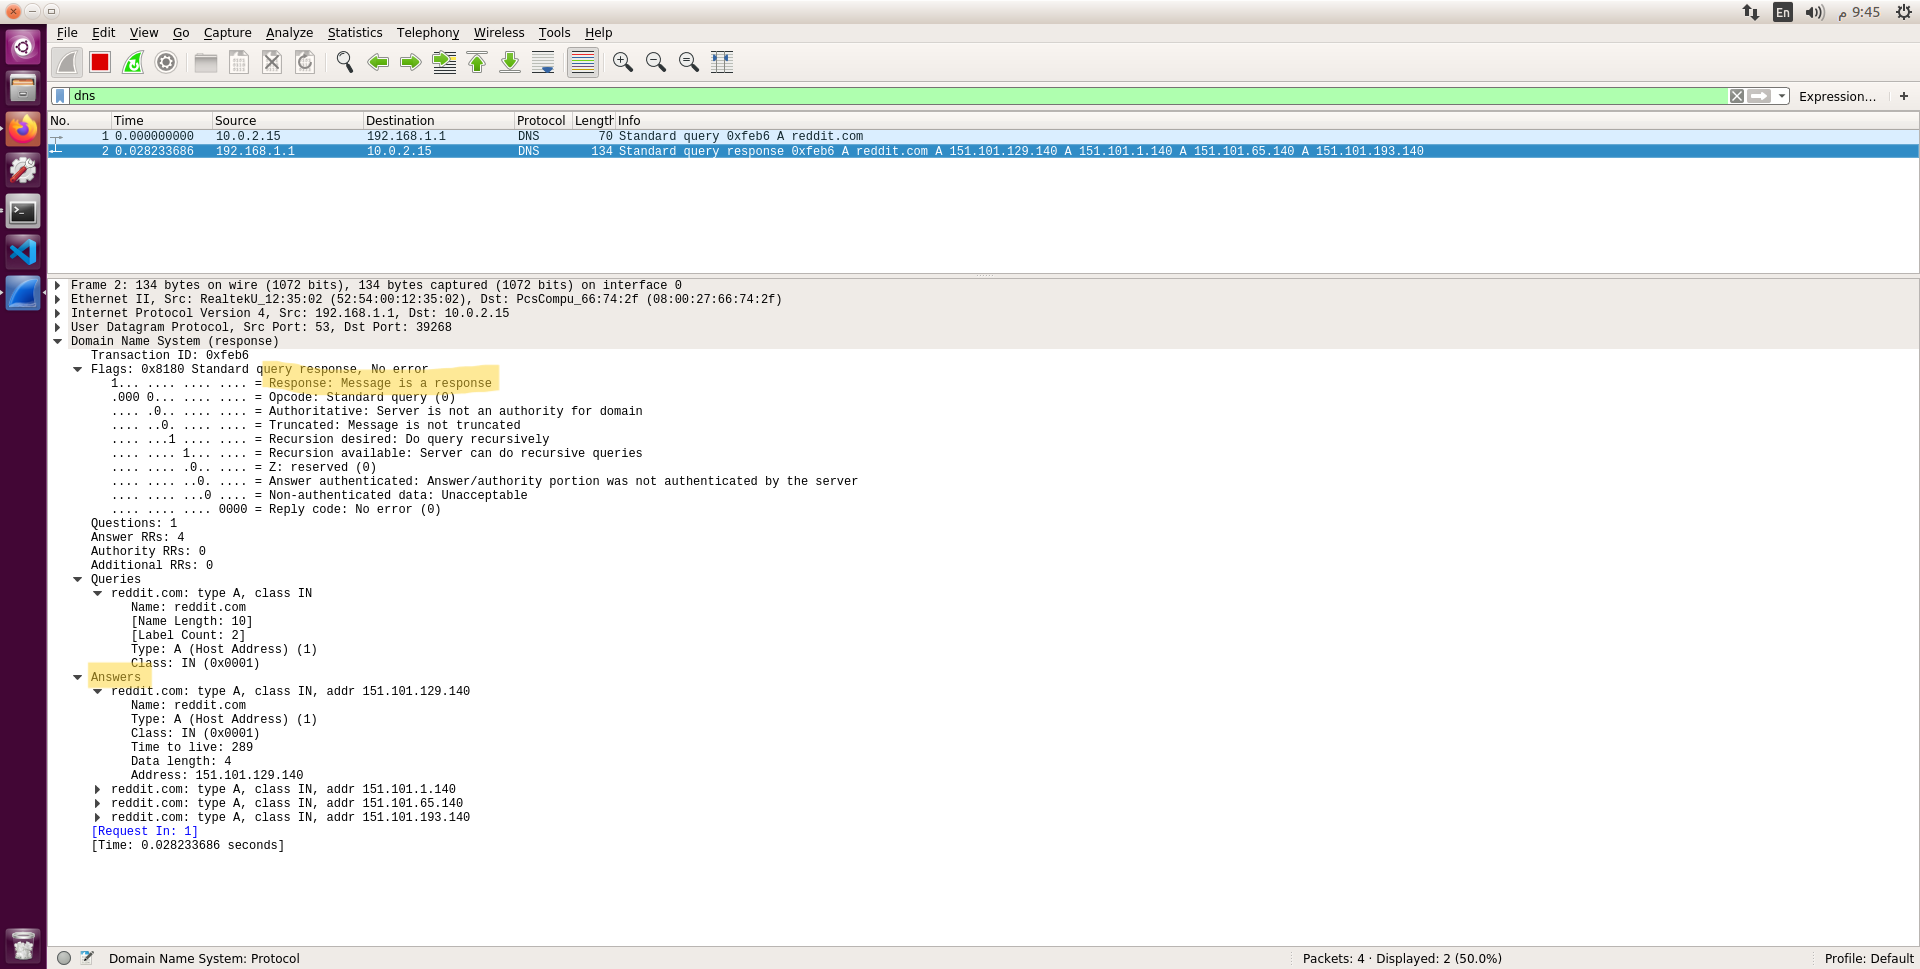 En 9:45 م
File Edit View Go Capture Analyze Statistics Telephony Wireless Tools Help
dns Expression... +
No. Time Source Destination Protocol Length Info
1 0.000000000 10.0.2.15 192.168.1.1 DNS 70 Standard query 0xfeb6 A reddit.com
2 0.028233686 192.168.1.1 10.0.2.15 DNS 134 Standard query response 0xfeb6 A reddit.com A 151.101.129.140 A 151.101.1.140 A 151.101.65.140 A 151.101.193.140
Frame 2: 134 bytes on wire (1072 bits), 134 bytes captured (1072 bits) on interface 0
Ethernet II, Src: RealtekU_12:35:02 (52:54:00:12:35:02), Dst: PcsCompu_66:74:2f (08:00:27:66:74:2f)
Internet Protocol Version 4, Src: 192.168.1.1, Dst: 10.0.2.15
User Datagram Protocol, Src Port: 53, Dst Port: 39268
Domain Name System (response)
Transaction ID: 0xfeb6
Flags: 0x8180 Standard query response, No error
1... .... .... .... = Response: Message is a response
.000 0... .... .... = Opcode: Standard query (0)
.... .0.. .... .... = Authoritative: Server is not an authority for domain
.... ..0. .... .... = Truncated: Message is not truncated
.... ...1 .... .... = Recursion desired: Do query recursively
.... .... 1... .... = Recursion available: Server can do recursive queries
.... .... .0.. .... = Z: reserved (0)
.... .... ..0. .... = Answer authenticated: Answer/authority portion was not authenticated by the server
.... .... ...0 .... = Non-authenticated data: Unacceptable
.... .... .... 0000 = Reply code: No error (0)
Questions: 1
Answer RRs: 4
Authority RRs: 0
Additional RRs: 0
Queries
reddit.com: type A, class IN
Name: reddit.com
[Name Length: 10]
[Label Count: 2]
Type: A (Host Address) (1)
Class: IN (0x0001)
Answers
reddit.com: type A, class IN, addr 151.101.129.140
Name: reddit.com
Type: A (Host Address) (1)
Class: IN (0x0001)
Time to live: 289
Data length: 4
Address: 151.101.129.140
reddit.com: type A, class IN, addr 151.101.1.140
reddit.com: type A, class IN, addr 151.101.65.140
reddit.com: type A, class IN, addr 151.101.193.140
[Request In: 1]
[Time: 0.028233686 seconds]
Domain Name System: Protocol Packets: 4 · Displayed: 2 (50.0%) Profile: Default